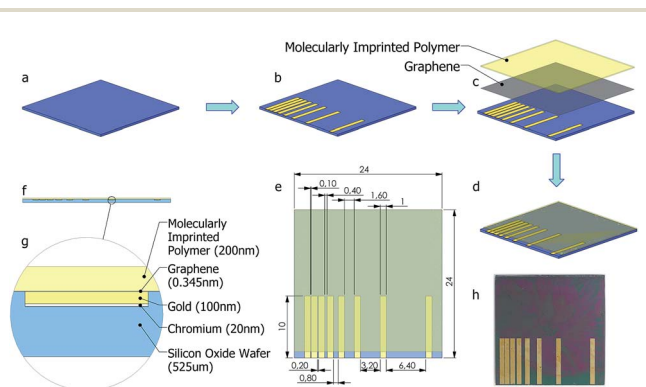 Molecularly Imprinted Polymer
Graphene
a
b
c
d
e
24
0,10
0,40
1,60
1
24
10
0,20
0,80
3,20
6,40
f
g
Molecularly
Imprinted
Polymer (200nm)
Graphene
(0.345nm)
Gold (100nm)
Chromium (20nm)
Silicon Oxide Wafer
(525um)
h